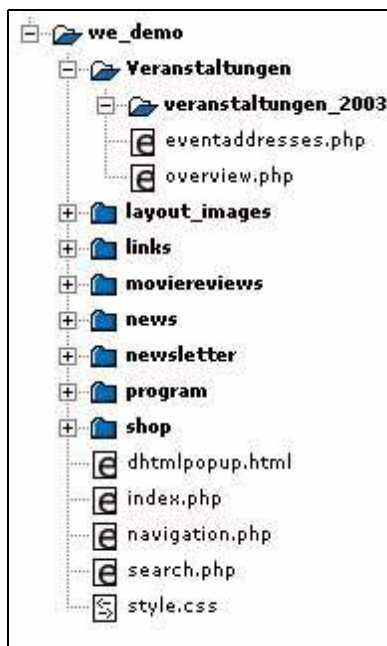 we_demo
Veranstaltungen
veranstaltungen_2003
eventaddresses.php
overview.php
layout_images
links
moviereviews
news
newsletter
program
shop
dhtmlpopup.html
index.php
navigation.php
search.php
style.css